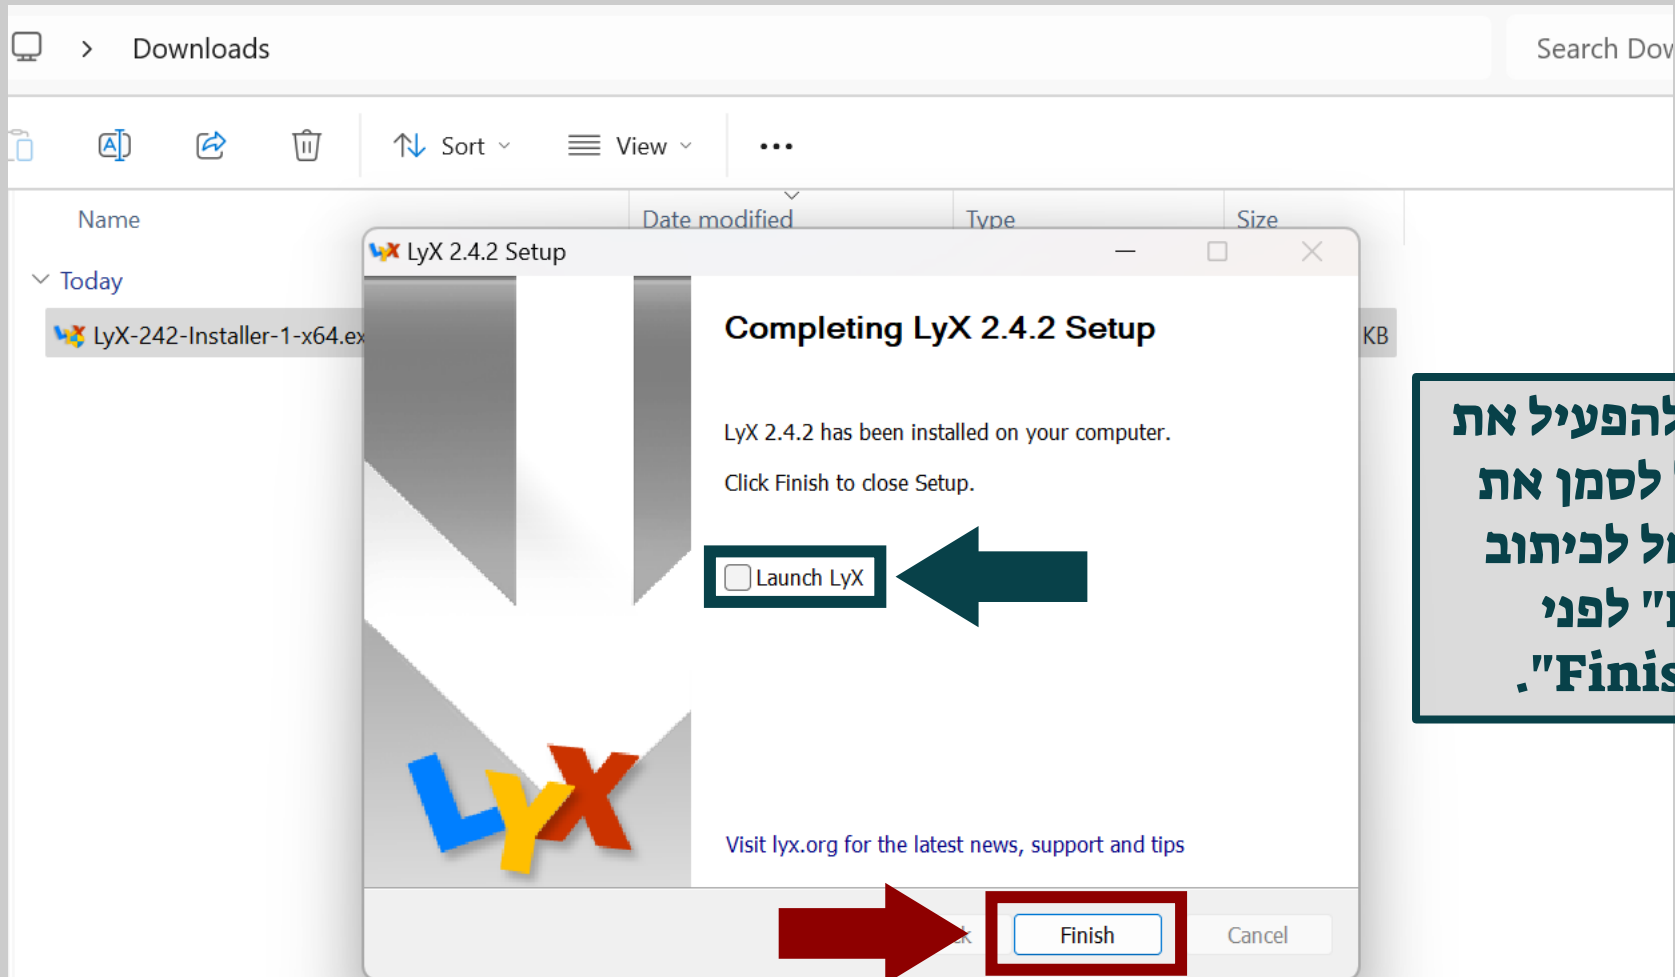 Downloads
Search
Sort
View
Name
Date modified
Type
Size
LyX 2.4.2 Setup
Today
LyX-242-Installer-1-x64.ex
KB
Completing LyX 2.4.2 Setup
LyX 2.4.2 has been installed on your computer.
Click Finish to close Setup.
Launch LyX
להפעיל את
לסמן את
לכיתוב
" לפני
LyX
Visit lyx.org for the latest news, support and tips
Finish
Cancel